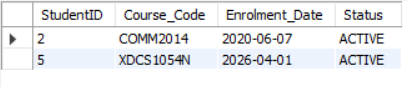 StudentID Course_Code Enrolment_Date Status
2 COMM2014 2020-06-07 ACTIVE
5 XDCS1054N 2026-04-01 ACTIVE